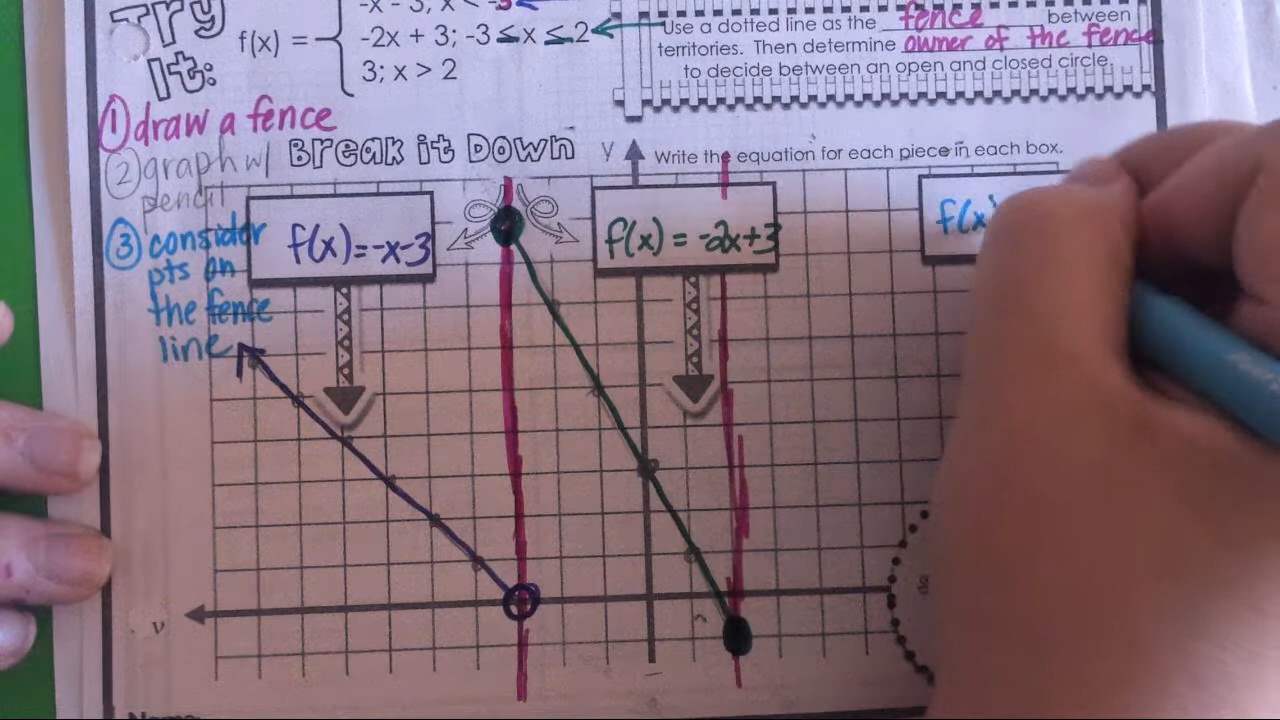 Try It:
-x - 3; x < -3
f(x) =
-2x + 3; -3 ≤ x ≤ 2
3; x > 2
Use a dotted line as the fence between
territories. Then determine owner of the fence
to decide between an open and closed circle.
① draw a fence
② graph w/ pencil
③ consider pts on the fence line
Break it Down
y
Write the equation for each piece in each box.
f(x)=-x-3
f(x) = -2x+3
f(x)